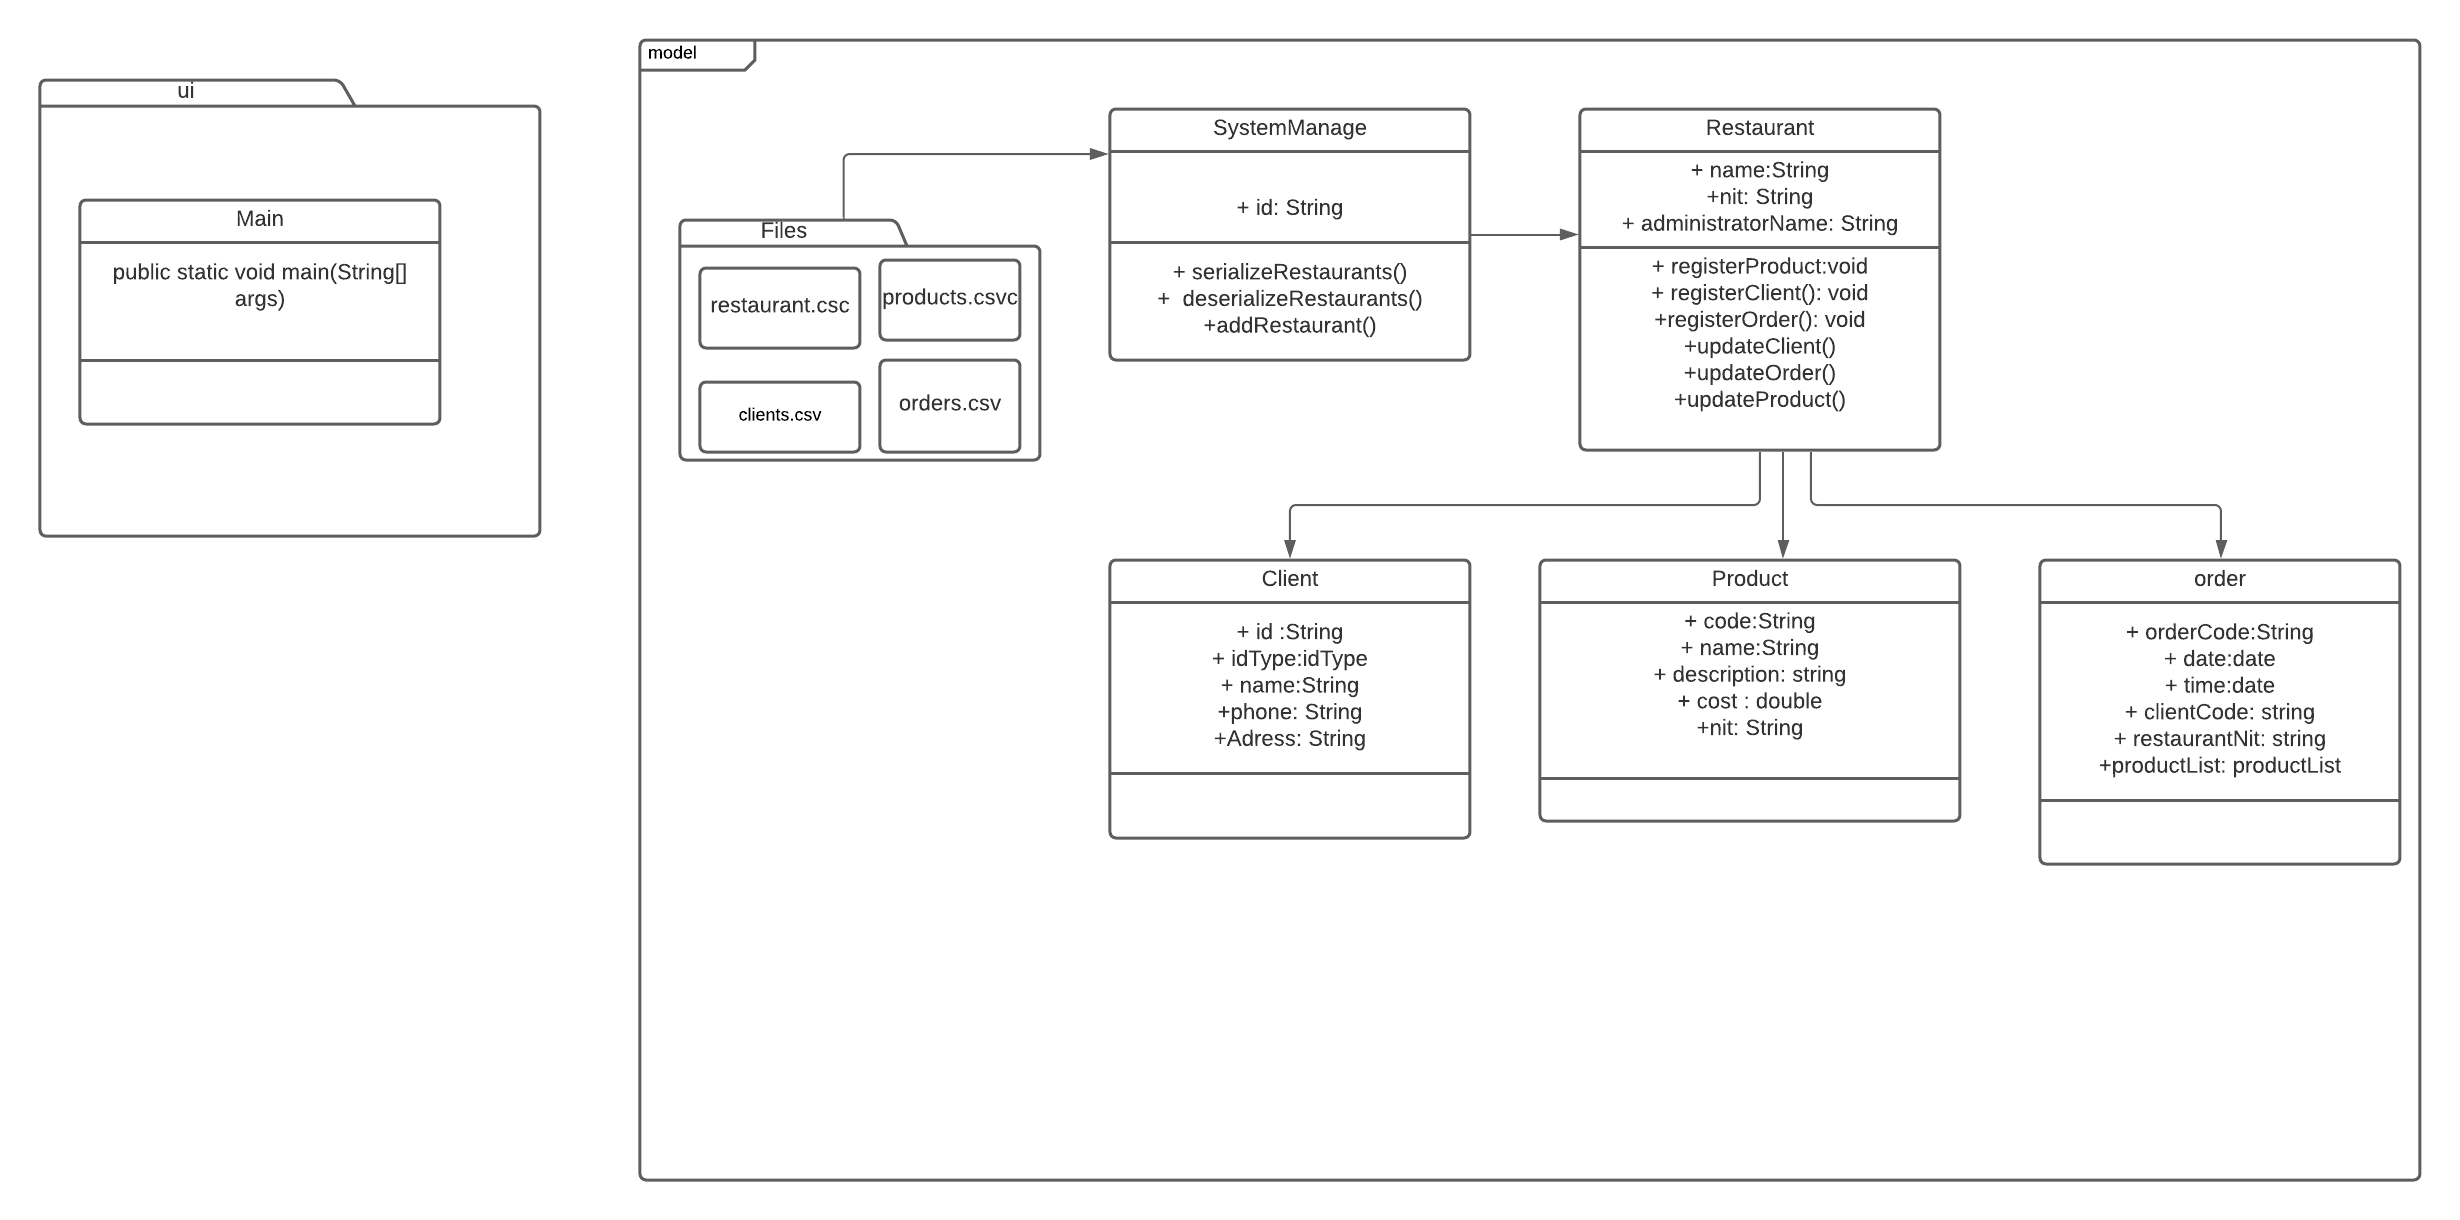 ui
Main
public static void main(String[]
args)
model
Files
restaurant.csc
products.csvc
clients.csv
orders.csv
SystemManage
+ id: String
+ serializeRestaurants()
+  deserializeRestaurants()
+addRestaurant()
Restaurant
+ name:String
+nit: String
+ administratorName: String
+ registerProduct:void
+ registerClient(): void
+registerOrder(): void
+updateClient()
+updateOrder()
+updateProduct()
Client
+ id :String
+ idType:idType
+ name:String
+phone: String
+Adress: String
Product
+ code:String
+ name:String
+ description: string
+ cost : double
+nit: String
order
+ orderCode:String
+ date:date
+ time:date
+ clientCode: string
+ restaurantNit: string
+productList: productList